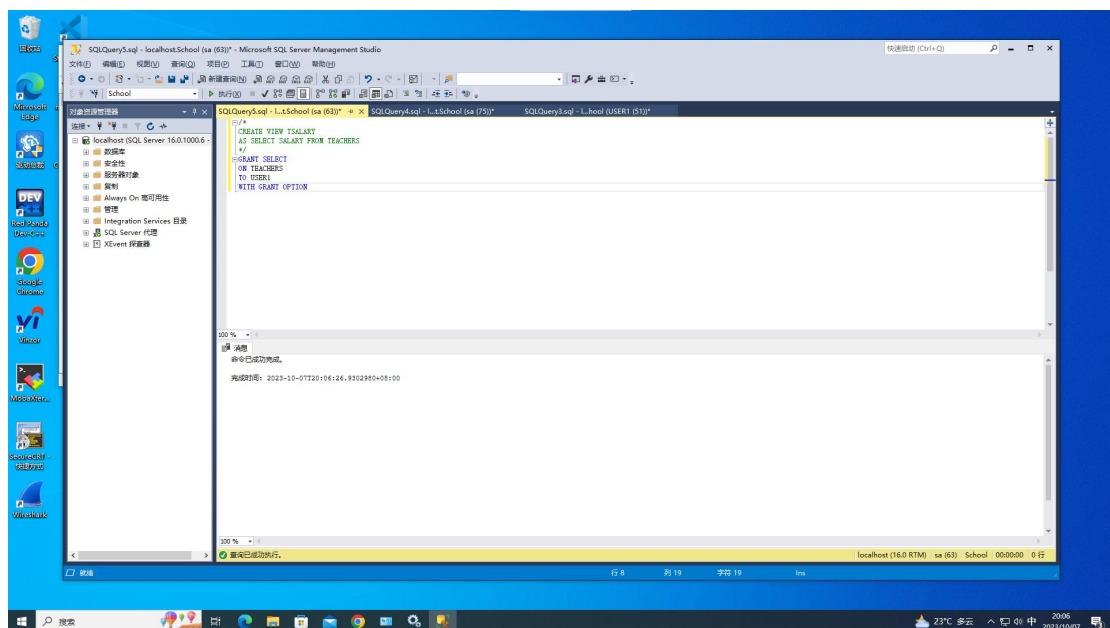 回收站
Microsoft Edge
Red Panda Dev-C++
Google Chrome
Vinzor
MobaXter...
SecureCRT - 快捷方式
Wireshark
SQLQuery5.sql - localhost.School (sa (63))* - Microsoft SQL Server Management Studio
快速启动 (Ctrl+Q)
文件(F) 编辑(E) 视图(V) 查询(Q) 项目(P) 工具(T) 窗口(W) 帮助(H)
新建查询(N)
School 执行(X)
对象资源管理器
连接
localhost (SQL Server 16.0.1000.6 -
数据库
安全性
服务器对象
复制
Always On 高可用性
管理
Integration Services 目录
SQL Server 代理
XEvent 探查器
SQLQuery5.sql - l...t.School (sa (63))* SQLQuery4.sql - l...t.School (sa (75))* SQLQuery3.sql - l...hool (USER1 (51))*
/*
CREATE VIEW TSALARY
AS SELECT SALARY FROM TEACHERS
*/
GRANT SELECT
ON TEACHERS
TO USER1
WITH GRANT OPTION
100 %
消息
命令已成功完成。
完成时间: 2023-10-07T20:06:26.9302980+08:00
100 %
查询已成功执行。 localhost (16.0 RTM) sa (63) School 00:00:00 0 行
就绪 行 8 列 19 字符 19 Ins
搜索
23°C 多云 中 20:06
2023/10/07